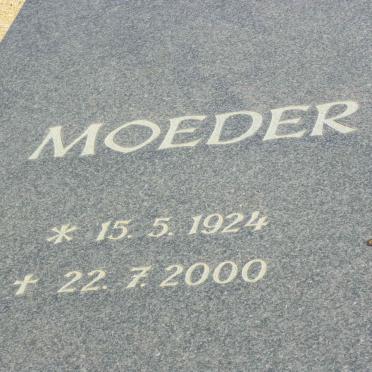 MOEDER
* 15. 5. 1924
† 22. 7. 2000